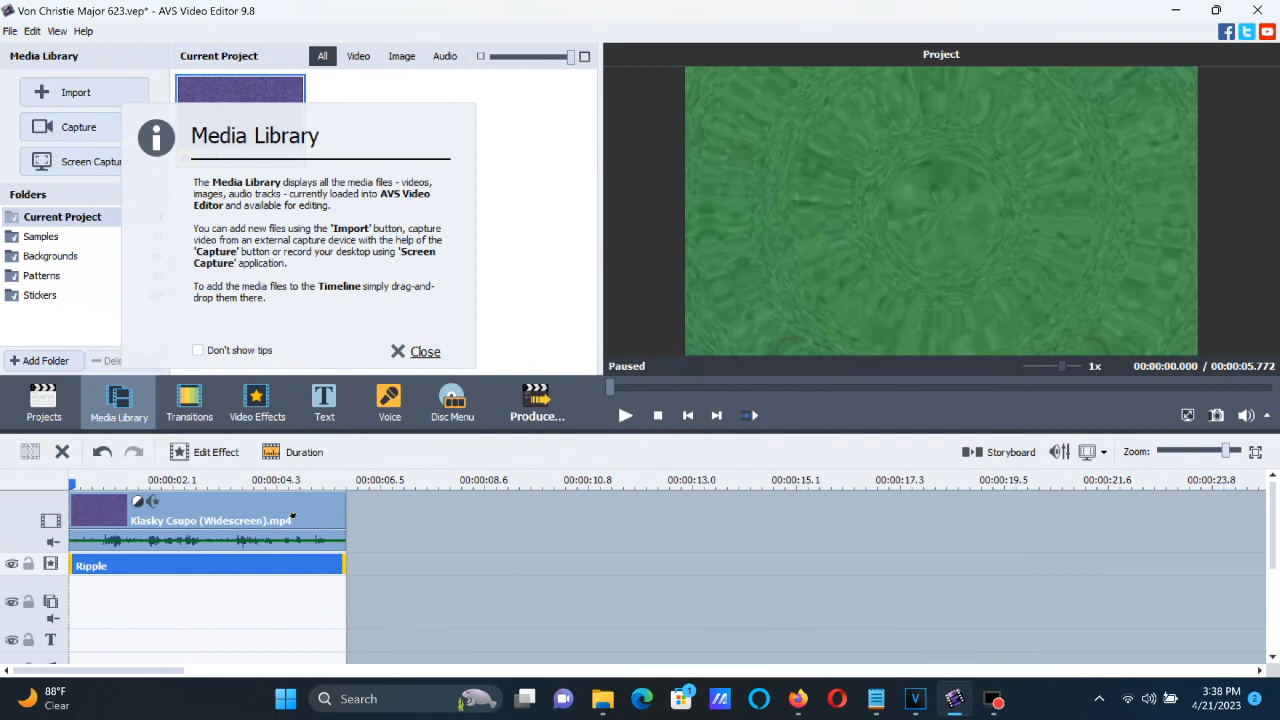 Von Christie Major 623.vep* - AVS Video Editor 9.8
File Edit View Help
Media Library
Current Project
All Video Image Audio
Project
Import
Capture
Screen Captu
Folders
Current Project
Samples
Backgrounds
Patterns
Stickers
Add Folder
Dele
Media Library
The Media Library displays all the media files - videos,
images, audio tracks - currently loaded into AVS Video
Editor and available for editing.
You can add new files using the 'Import' button, capture
video from an external capture device with the help of the
'Capture' button or record your desktop using 'Screen
Capture' application.
To add the media files to the Timeline simply drag-and-
drop them there.
Don't show tips
Close
Paused
1x
00:00:00.000 / 00:00:05.772
Projects
Media Library
Transitions
Video Effects
Text
Voice
Disc Menu
Produce...
Edit Effect
Duration
Storyboard
Zoom:
00:00:02.1 00:00:04.3 00:00:06.5 00:00:08.6 00:00:10.8 00:00:13.0 00:00:15.1 00:00:17.3 00:00:19.5 00:00:21.6 00:00:23.8
Klasky Csupo (Widescreen).mp4
Ripple
T
88°F
Clear
Search
1
3:38 PM
4/21/2023
2